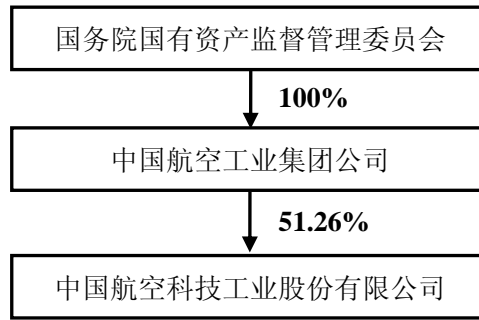 国务院国有资产监督管理委员会
100%
中国航空工业集团公司
51.26%
中国航空科技工业股份有限公司